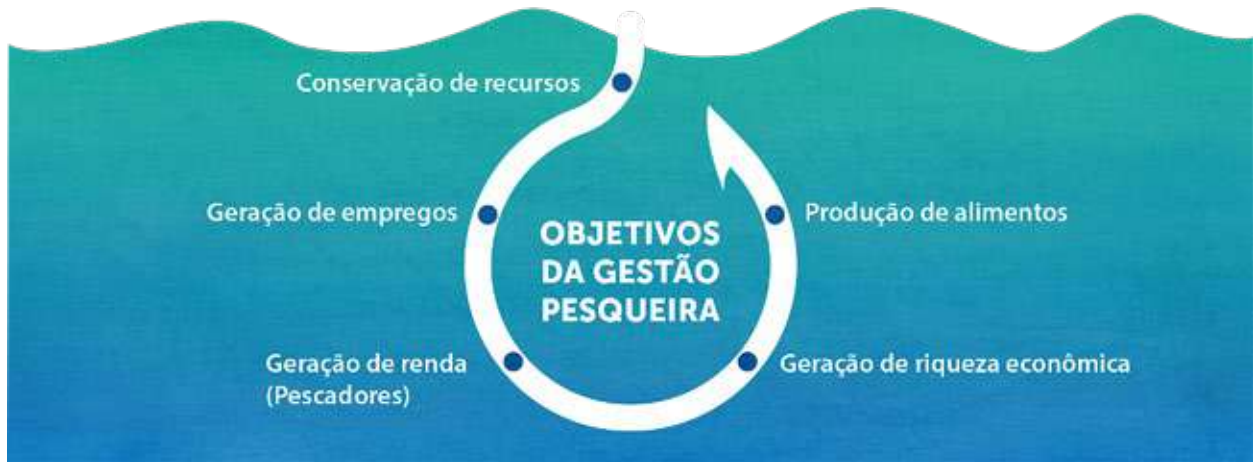 Conservação de recursos
Geração de empregos
OBJETIVOS
DA GESTÃO
PESQUEIRA
Produção de alimentos
Geração de renda
(Pescadores)
Geração de riqueza econômica